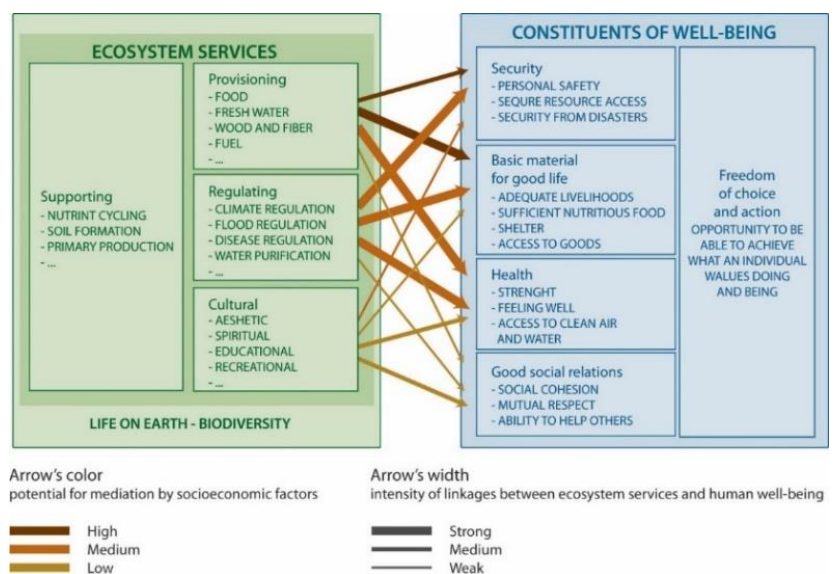 ECOSYSTEM SERVICES
Supporting
- NUTRINT CYCLING
- SOIL FORMATION
- PRIMARY PRODUCTION
- ...
Provisioning
- FOOD
- FRESH WATER
- WOOD AND FIBER
- FUEL
- ...
Regulating
- CLIMATE REGULATION
- FLOOD REGULATION
- DISEASE REGULATION
- WATER PURIFICATION
- ...
Cultural
- AESHETIC
- SPIRITUAL
- EDUCATIONAL
- RECREATIONAL
- ...
LIFE ON EARTH - BIODIVERSITY
CONSTITUENTS OF WELL-BEING
Security
- PERSONAL SAFETY
- SEQURE RESOURCE ACCESS
- SECURITY FROM DISASTERS
Basic material
for good life
- ADEQUATE LIVELIHOODS
- SUFFICIENT NUTRITIOUS FOOD
- SHELTER
- ACCESS TO GOODS
Health
- STRENGHT
- FEELING WELL
- ACCESS TO CLEAN AIR
AND WATER
Good social relations
- SOCIAL COHESION
- MUTUAL RESPECT
- ABILITY TO HELP OTHERS
Freedom
of choice
and action
OPPORTUNITY TO BE
ABLE TO ACHIEVE
WHAT AN INDIVIDUAL
WALUES DOING
AND BEING
Arrow's color
potential for mediation by socioeconomic factors
High
Medium
Low
Arrow's width
intensity of linkages between ecosystem services and human well-being
Strong
Medium
Weak